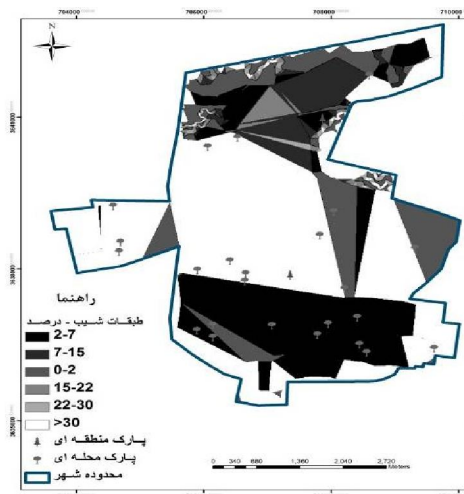 704000
706000
708000
710000
راهنما
طبقات شیب - درصد
2-7
7-15
0-2
15-22
22-30
>30
پارک منطقه ای
پارک محله ای
محدوده شهر
0 340 680 1,360 2,040 2,720
Meters